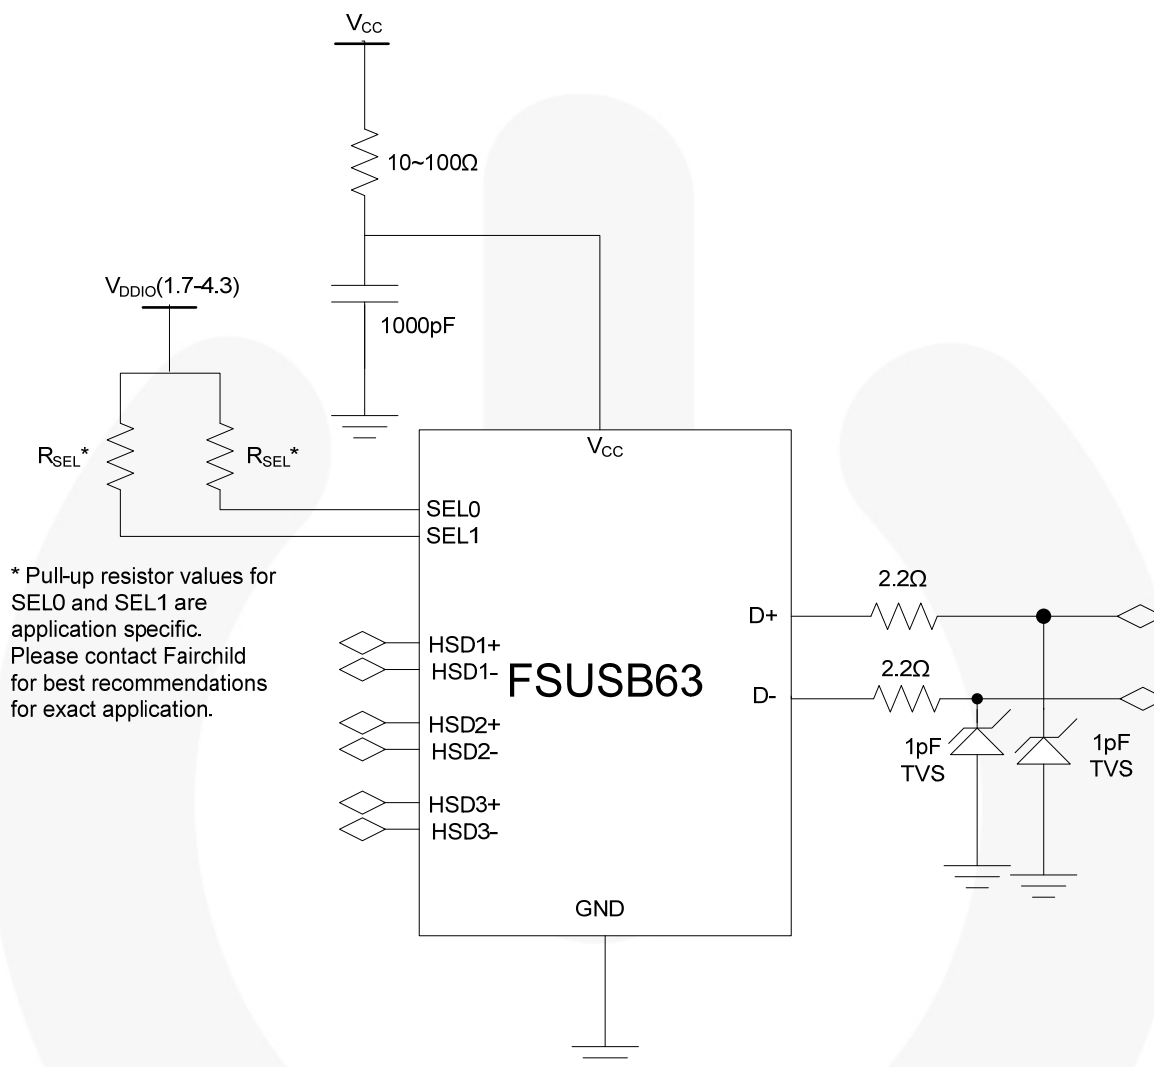 VCC
10~100Ω
VDDIO(1.7-4.3)
1000pF
RSEL*
RSEL*
VCC
SEL0
SEL1
* Pull-up resistor values for
SEL0 and SEL1 are
application specific.
Please contact Fairchild
for best recommendations
for exact application.
2.2Ω
D+
HSD1+
HSD1-
FSUSB63
2.2Ω
D-
HSD2+
HSD2-
1pF
TVS
1pF
TVS
HSD3+
HSD3-
GND